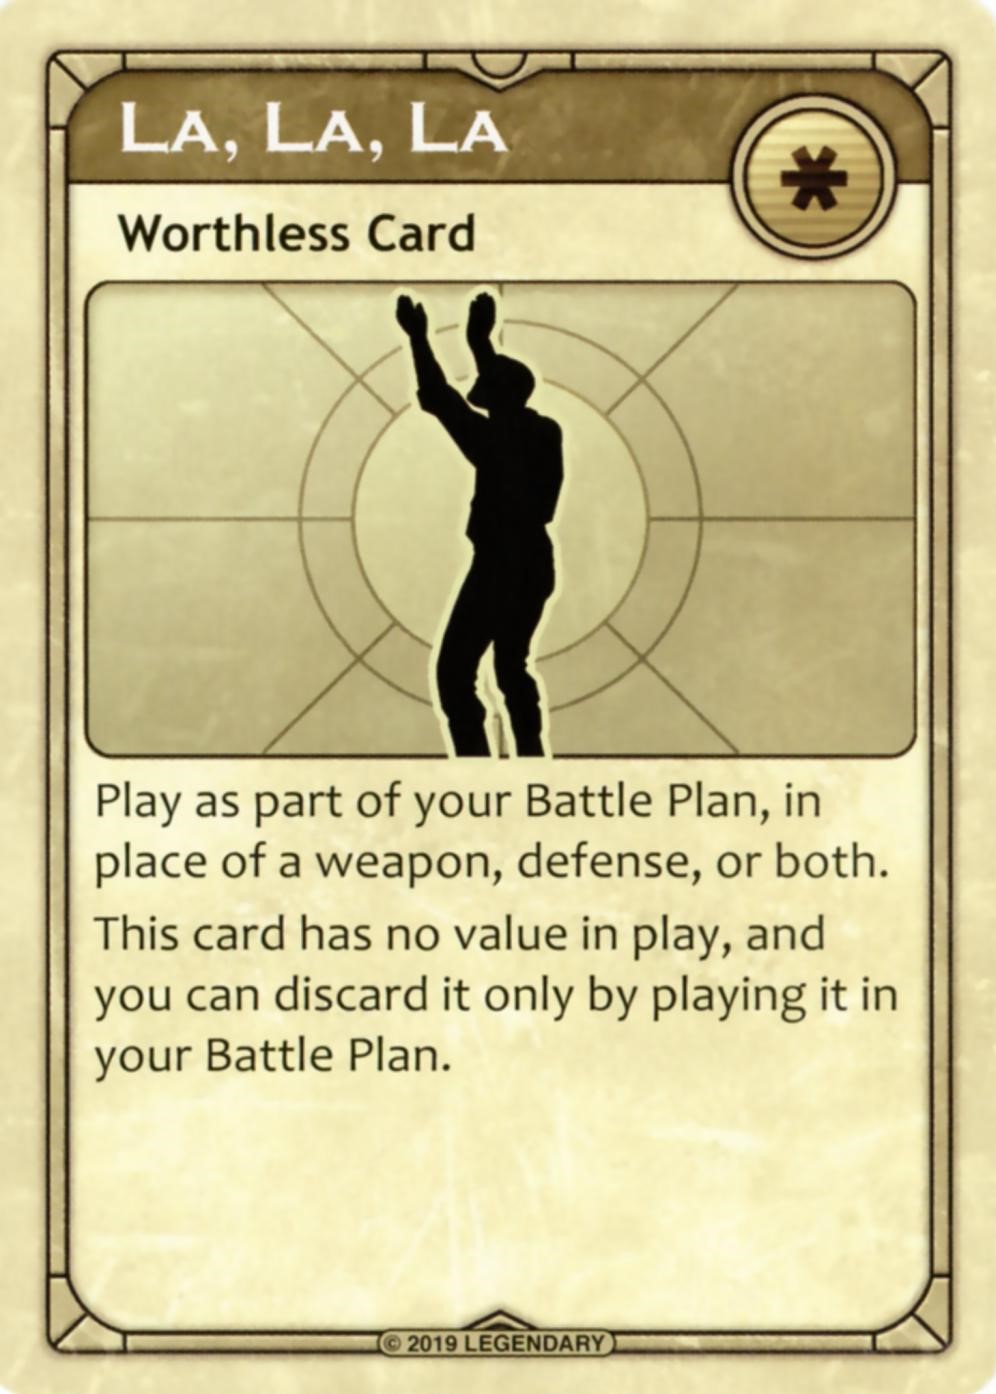 La, La, La
Worthless Card
Play as part of your Battle Plan, in
place of a weapon, defense, or both.
This card has no value in play, and
you can discard it only by playing it in
your Battle Plan.
© 2019 LEGENDARY